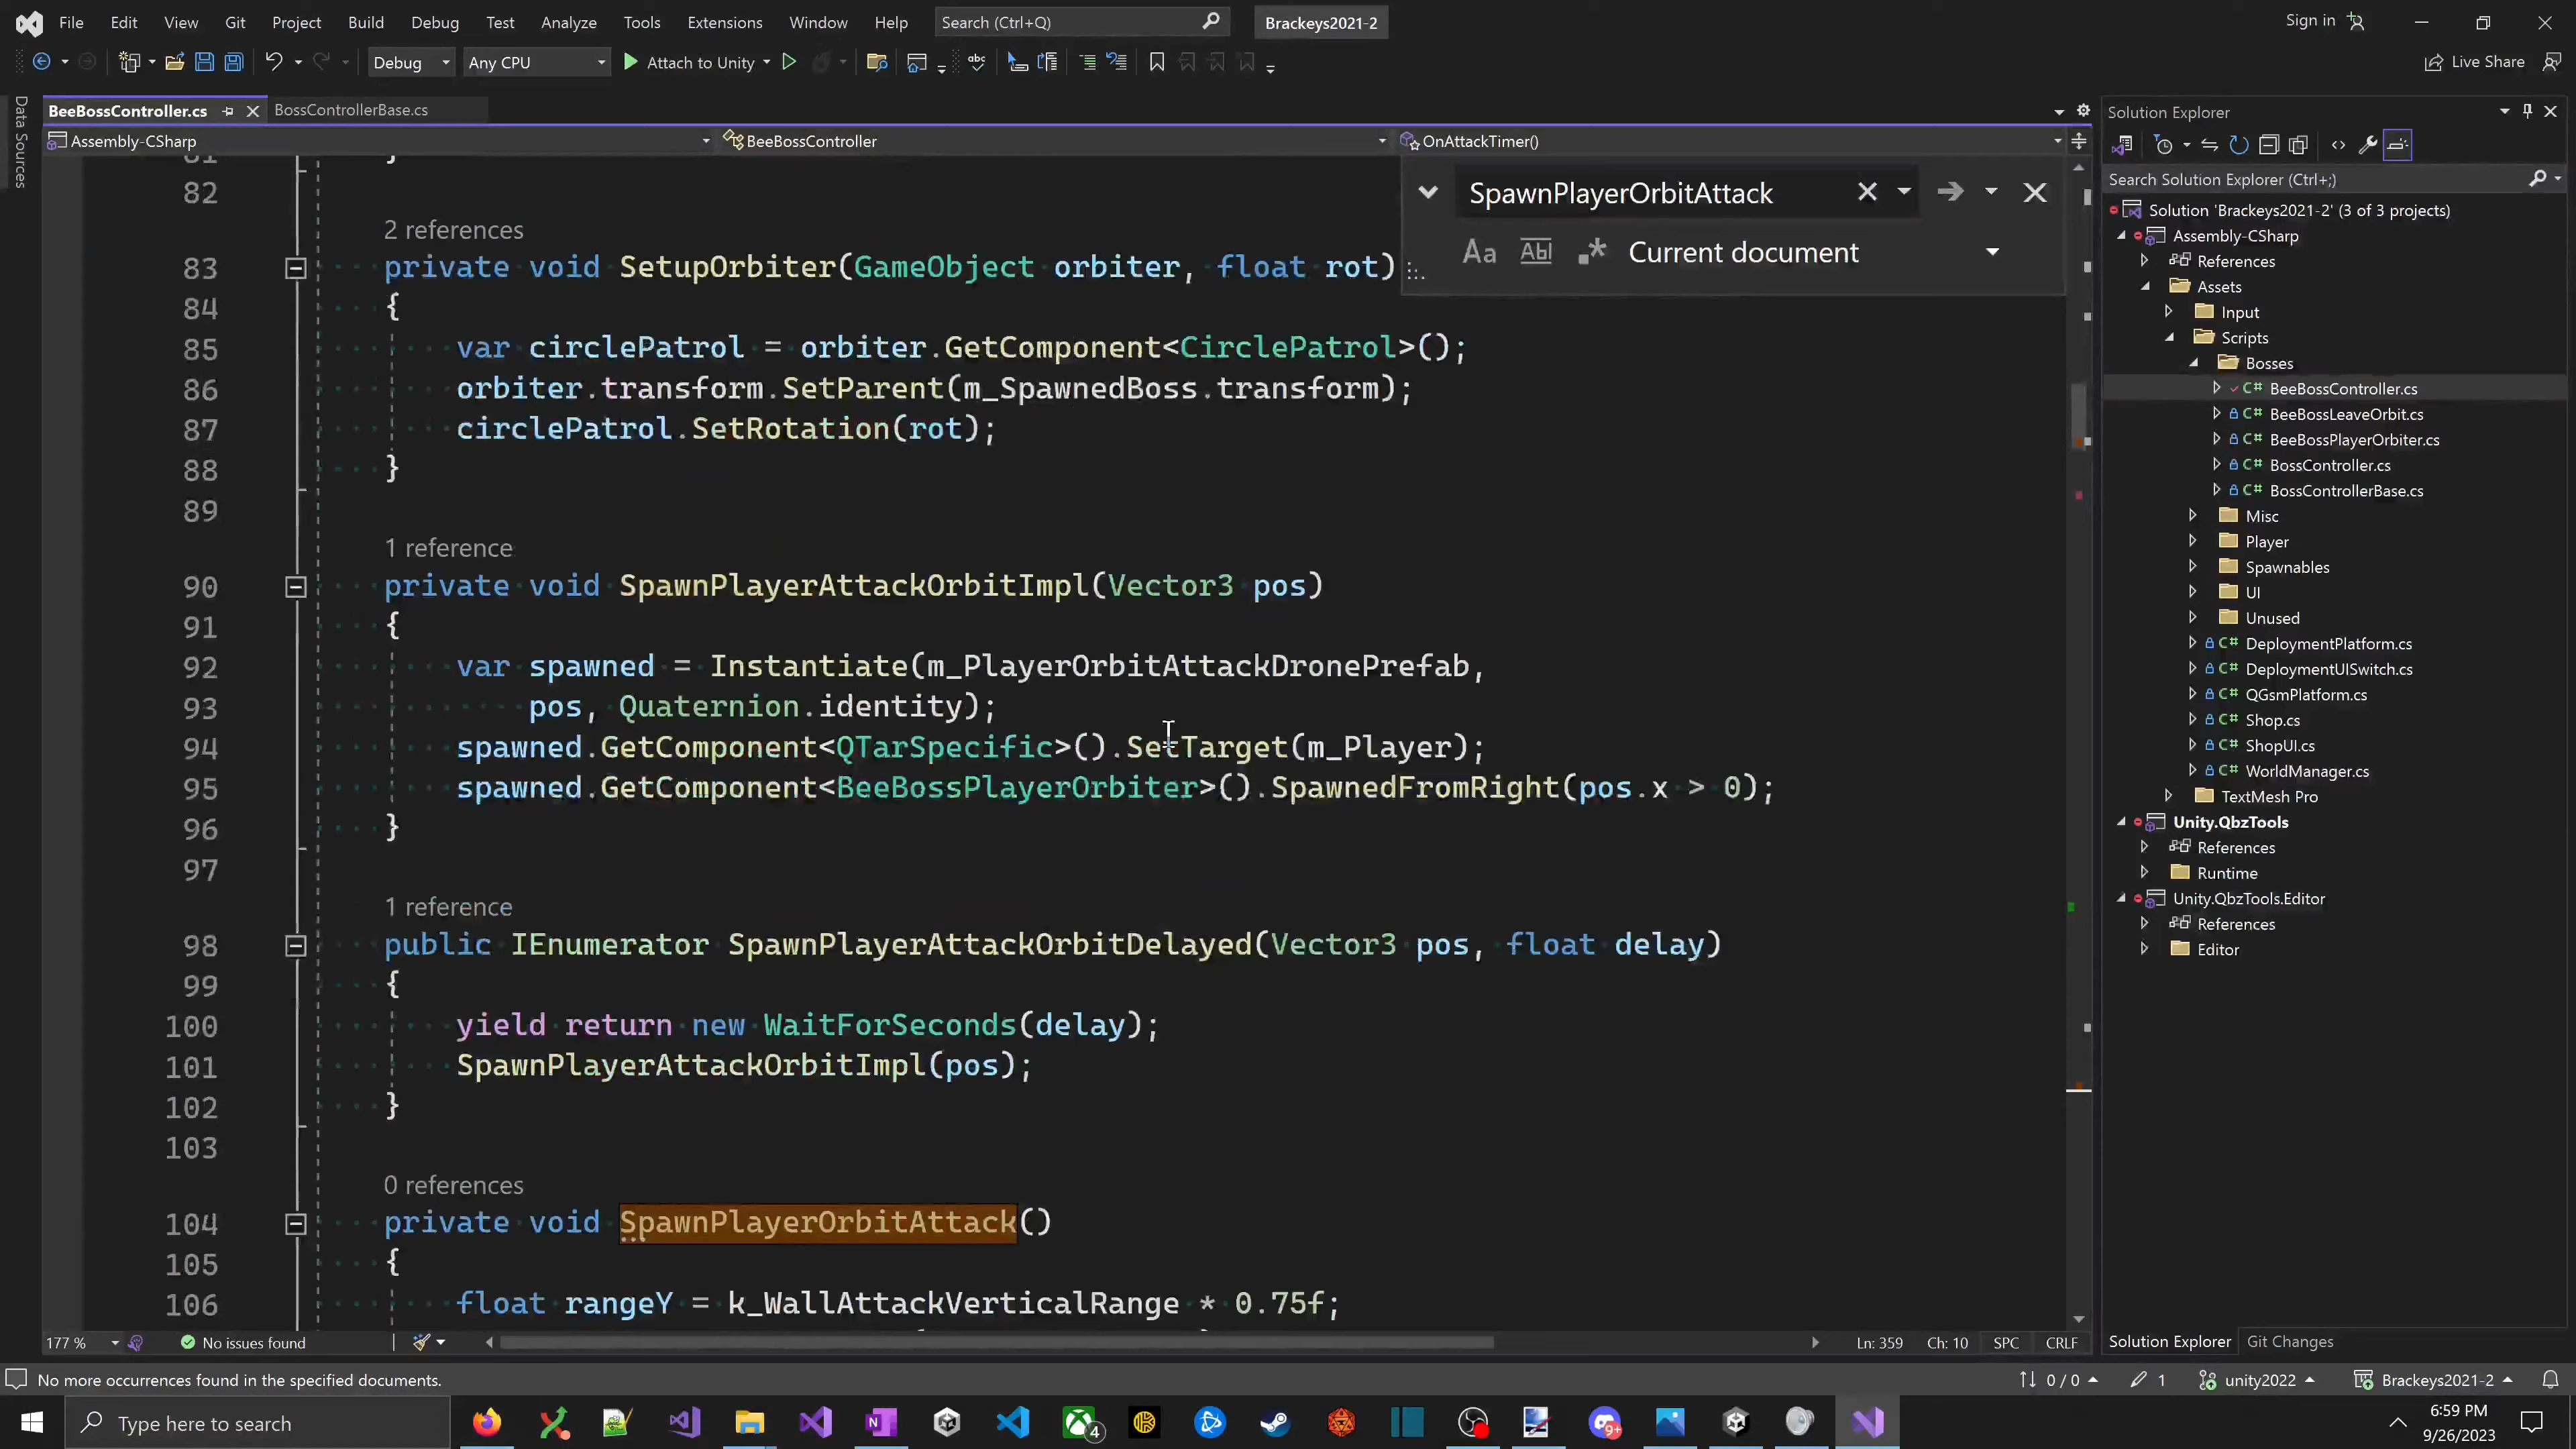 File Edit View Git Project Build Debug Test Analyze Tools Extensions Window Help Search (Ctrl+Q) Brackeys2021-2 Sign in
Debug Any CPU Attach to Unity Live Share
Data Sources
BeeBossController.cs BossControllerBase.cs
Assembly-CSharp BeeBossController OnAttackTimer()
SpawnPlayerOrbitAttack
Aa Abl .* Current document
81 }
82
2 references
83 private void SetupOrbiter(GameObject orbiter, float rot)
84 {
85 var circlePatrol = orbiter.GetComponent<CirclePatrol>();
86 orbiter.transform.SetParent(m_SpawnedBoss.transform);
87 circlePatrol.SetRotation(rot);
88 }
89
1 reference
90 private void SpawnPlayerAttackOrbitImpl(Vector3 pos)
91 {
92 var spawned = Instantiate(m_PlayerOrbitAttackDronePrefab,
93 pos, Quaternion.identity);
94 spawned.GetComponent<QTarSpecific>().SetTarget(m_Player);
95 spawned.GetComponent<BeeBossPlayerOrbiter>().SpawnedFromRight(pos.x > 0);
96 }
97
1 reference
98 public IEnumerator SpawnPlayerAttackOrbitDelayed(Vector3 pos, float delay)
99 {
100 yield return new WaitForSeconds(delay);
101 SpawnPlayerAttackOrbitImpl(pos);
102 }
103
0 references
104 private void SpawnPlayerOrbitAttack()
105 {
106 float rangeY = k_WallAttackVerticalRange * 0.75f;
177 % No issues found Ln: 359 Ch: 10 SPC CRLF
Solution Explorer
Search Solution Explorer (Ctrl+;)
Solution 'Brackeys2021-2' (3 of 3 projects)
Assembly-CSharp
References
Assets
Input
Scripts
Bosses
C# BeeBossController.cs
C# BeeBossLeaveOrbit.cs
C# BeeBossPlayerOrbiter.cs
C# BossController.cs
C# BossControllerBase.cs
Misc
Player
Spawnables
UI
Unused
C# DeploymentPlatform.cs
C# DeploymentUISwitch.cs
C# QGsmPlatform.cs
C# Shop.cs
C# ShopUI.cs
C# WorldManager.cs
TextMesh Pro
Unity.QbzTools
References
Runtime
Unity.QbzTools.Editor
References
Editor
Solution Explorer Git Changes
No more occurrences found in the specified documents. 0 / 0 1 unity2022 Brackeys2021-2
Type here to search 4 9+ 6:59 PM
9/26/2023